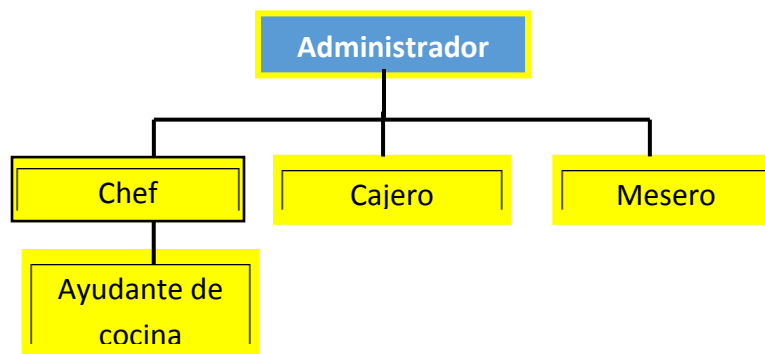 Administrador
Chef
Cajero
Mesero
Ayudante de
cocina